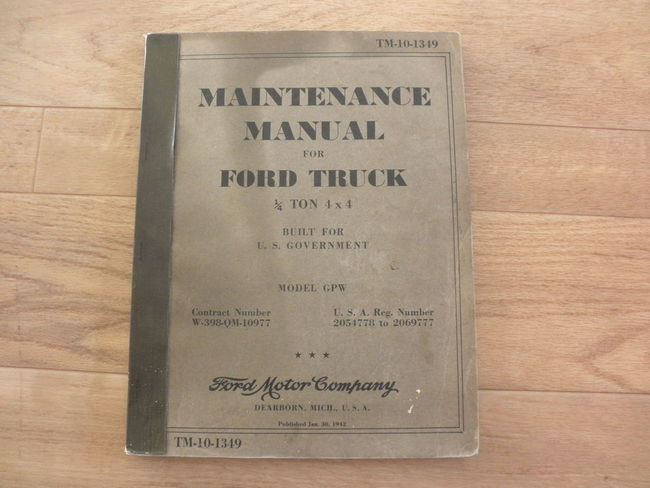 TM-10-1349
MAINTENANCE
MANUAL
FOR
FORD TRUCK
¼ TON 4 x 4
BUILT FOR
U. S. GOVERNMENT
MODEL GPW
Contract Number
W-398-QM-10977
U. S. A. Reg. Number
2054778 to 2069777
★ ★ ★
Ford Motor Company
DEARBORN, MICH., U. S. A.
Published Jan. 30, 1942
TM-10-1349